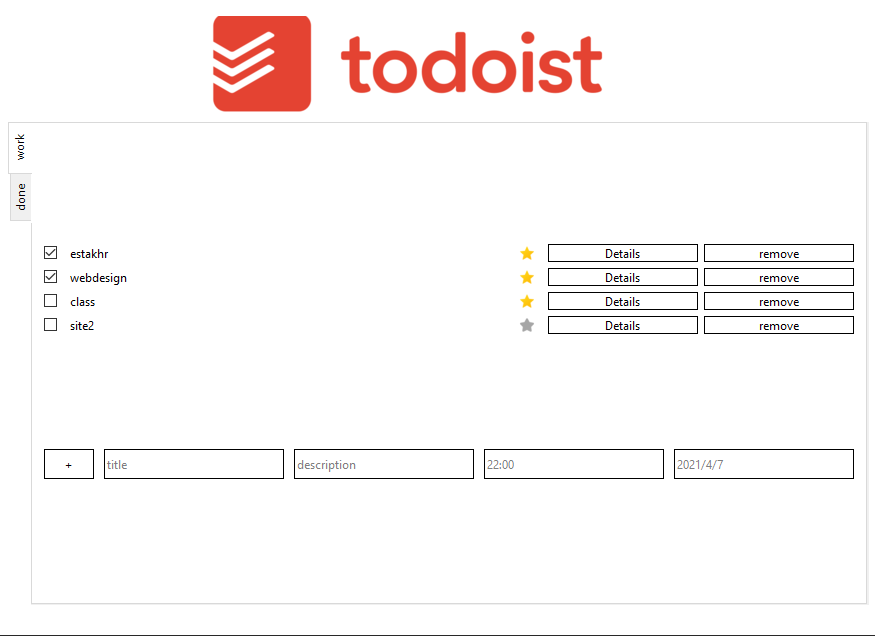 todoist
work
done
estakhr Details remove
webdesign Details remove
class Details remove
site2 Details remove
+ title description 22:00 2021/4/7